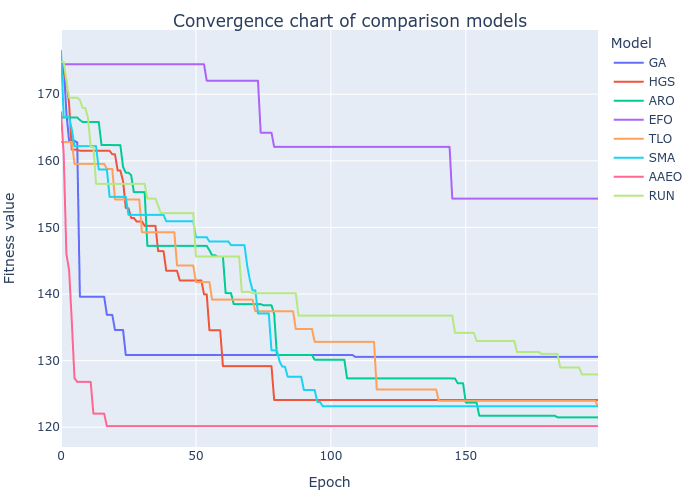 Convergence chart of comparison models
Model
GA
HGS
ARO
EFO
TLO
SMA
AAEO
RUN
Fitness value
170
160
150
140
130
120
0
50
100
150
Epoch